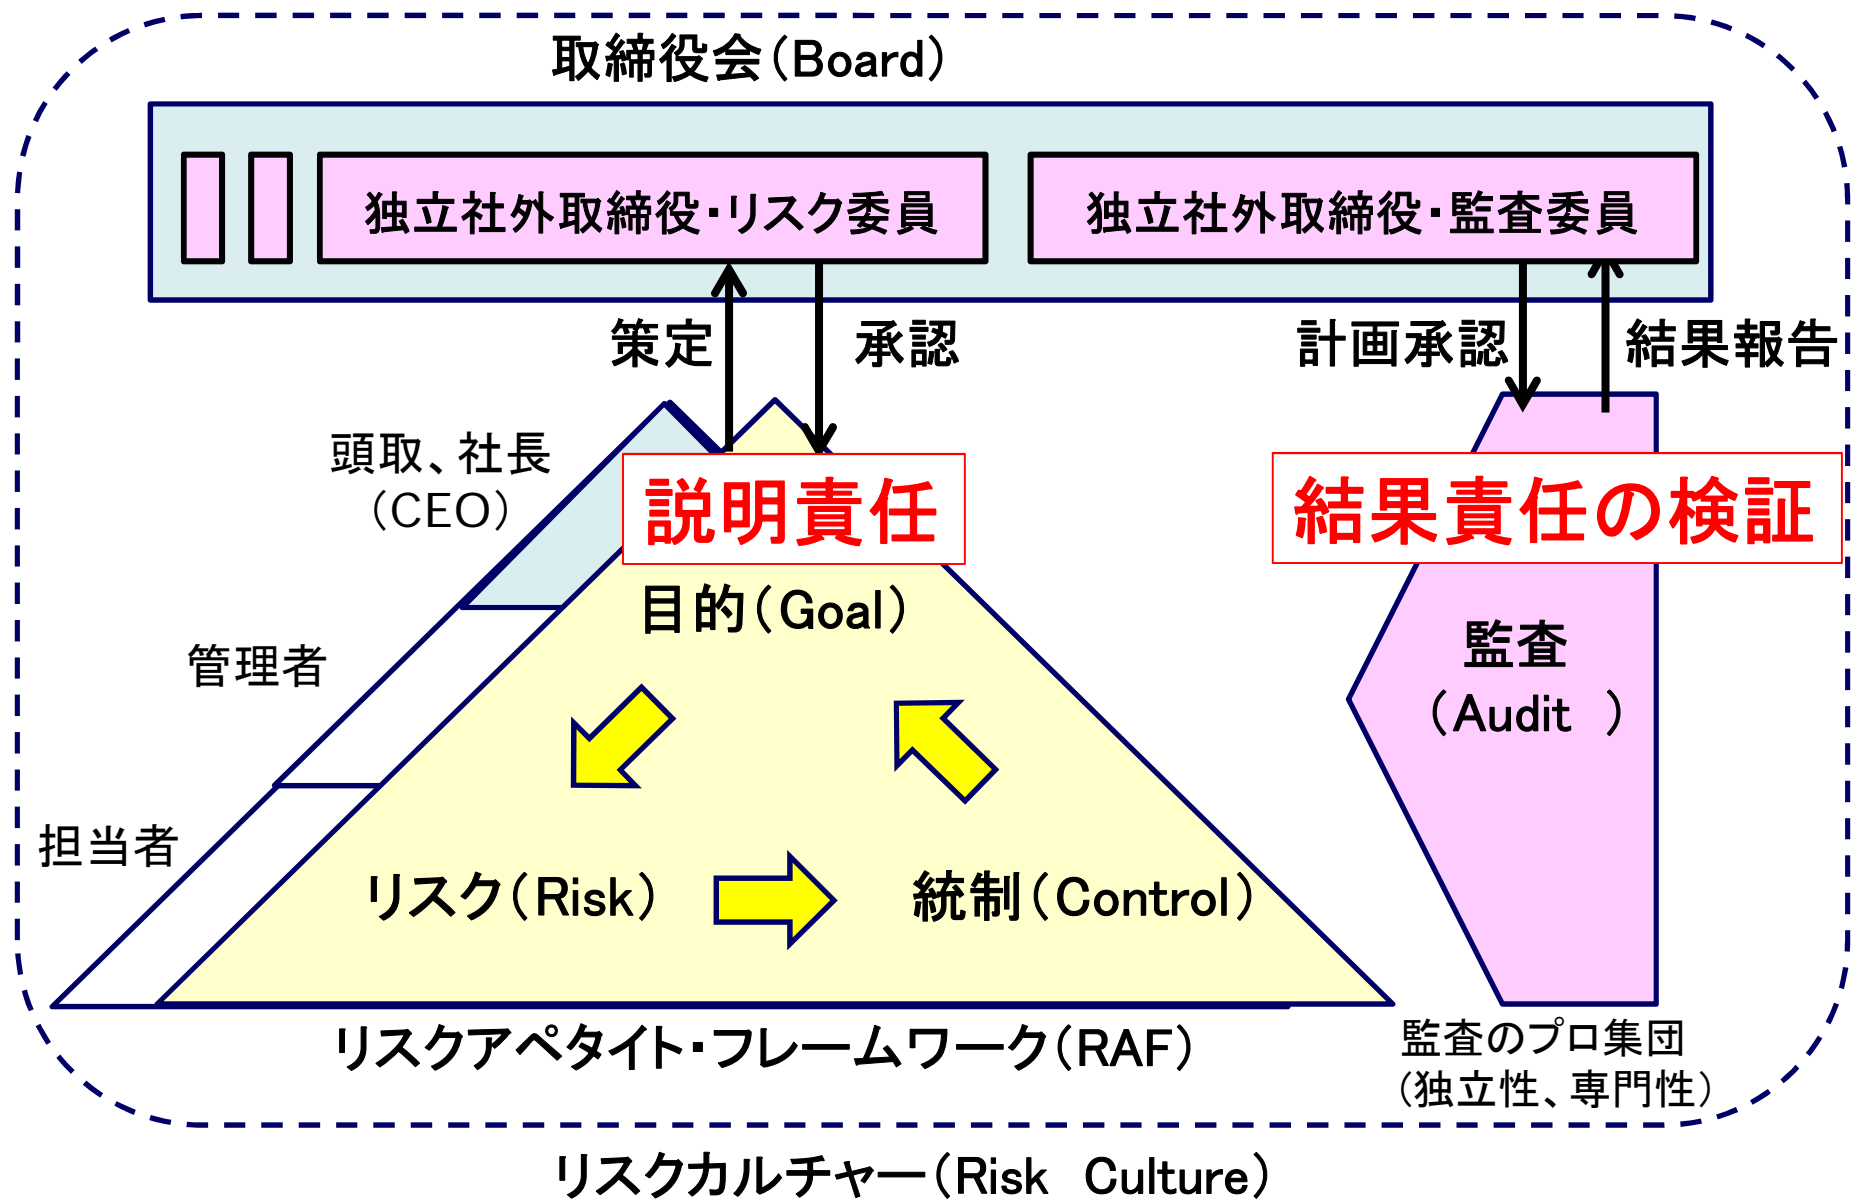 取締役会（Board）
独立社外取締役・リスク委員
独立社外取締役・監査委員
策定
承認
計画承認
結果報告
頭取、社長
（CEO）
説明責任
結果責任の検証
目的（Goal）
管理者
監査
（Audit　）
担当者
リスク（Risk）
統制（Control）
リスクアペタイト・フレームワーク（RAF）
監査のプロ集団
（独立性、専門性）
リスクカルチャー（Risk　Culture）